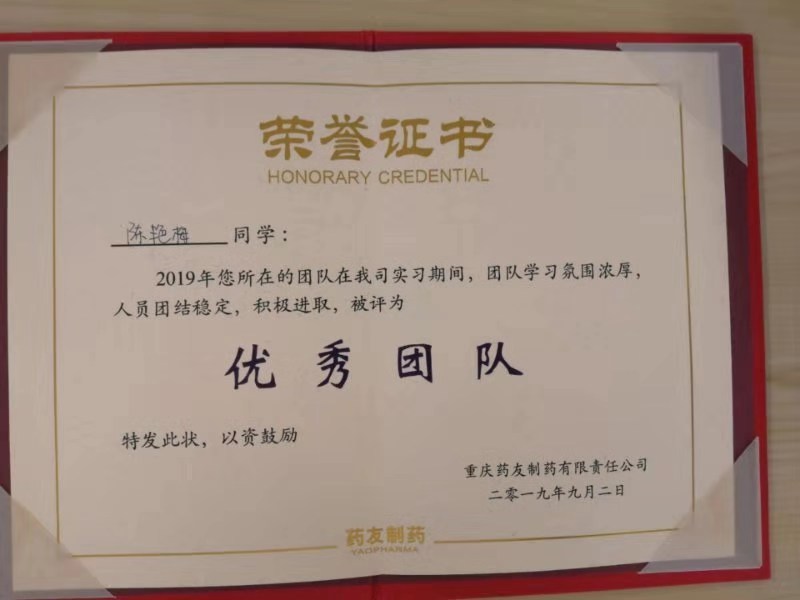 荣誉证书
HONORARY CREDENTIAL
陈艳梅 同学：
2019年您所在的团队在我司实习期间，团队学习氛围浓厚，
人员团结稳定，积极进取，被评为
优秀团队
特发此状，以资鼓励
重庆药友制药有限责任公司
二零一九年九月二日
药友制药
YAOPHARMA